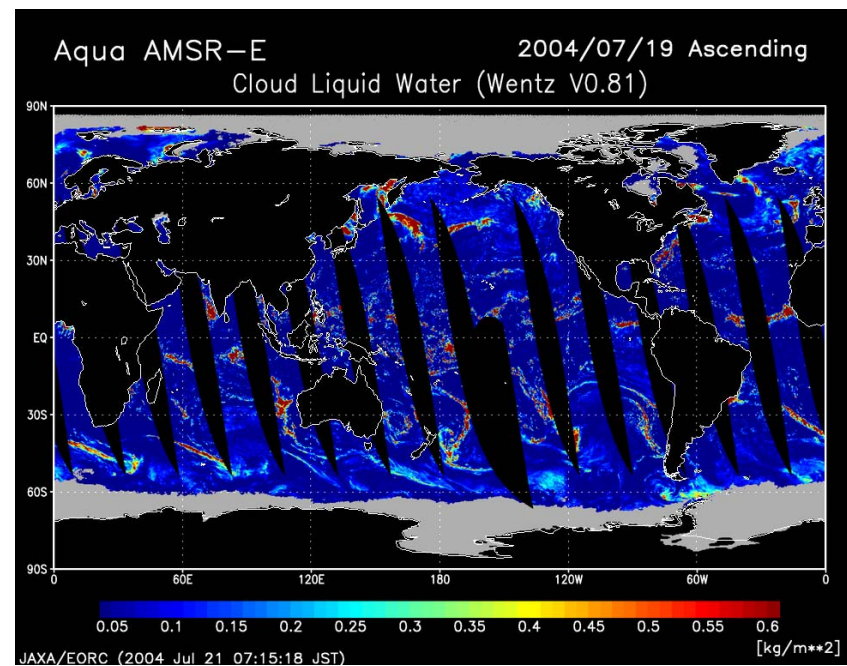 Aqua AMSR-E 2004/07/19 Ascending
Cloud Liquid Water (Wentz V0.81)
90N
60N
30N
EQ
30S
60S
90S
0 60E 120E 180 120W 60W 0
0.05 0.1 0.15 0.2 0.25 0.3 0.35 0.4 0.45 0.5 0.55 0.6
[kg/m**2]
JAXA/EORC (2004 Jul 21 07:15:18 JST)